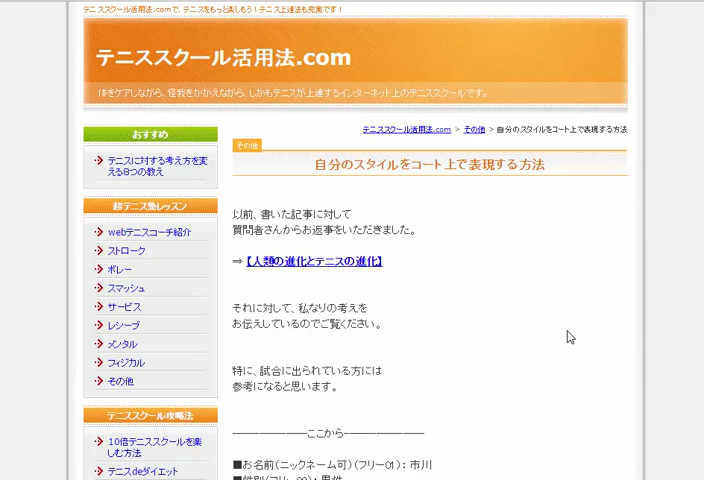 テニススクール活用法.comで、テニスをもっと楽しもう！テニス上達法も充実です！
テニススクール活用法.com
体をケアしながら、怪我をかかえながら、しかもテニスが上達するインターネット上のテニススクールです。
テニススクール活用法.com > その他 > 自分のスタイルをコート上で表現する方法
おすすめ
テニスに対する考え方を変える8つの教え
超テニス塾レッスン
webテニスコーチ紹介
ストローク
ボレー
スマッシュ
サービス
レシーブ
メンタル
フィジカル
その他
テニススクール攻略法
10倍テニススクールを楽しむ方法
テニスdeダイエット
その他
自分のスタイルをコート上で表現する方法
以前、書いた記事に対して
質問者さんからお返事をいただきました。
⇒【人類の進化とテニスの進化】
それに対して、私なりの考えを
お伝えしているのでご覧ください。
特に、試合に出られている方には
参考になると思います。
―――――――ここから―――――――
■お名前（ニックネーム可）（フリー01）：市川